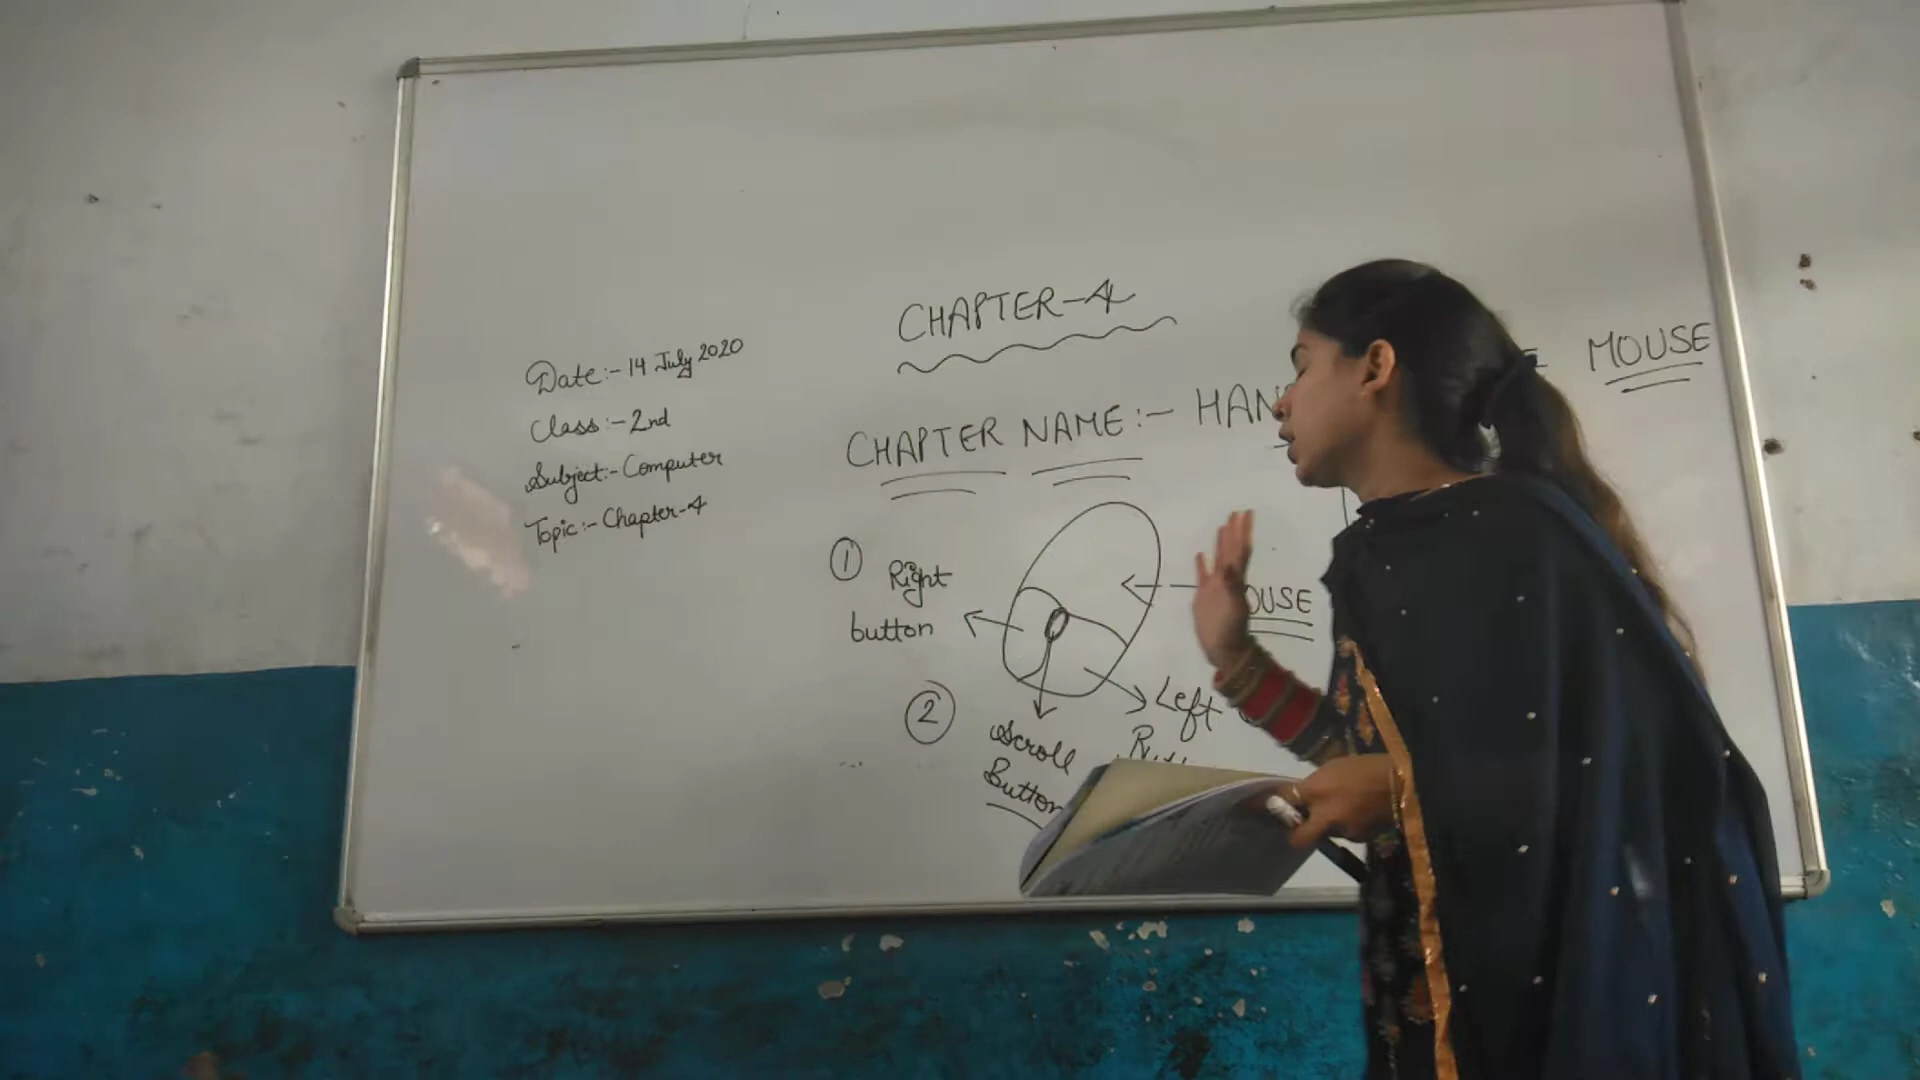 Date:- 14 July 2020
Class:- 2nd
Subject:- Computer
Topic:- Chapter-4
CHAPTER-4
CHAPTER NAME:- HAN MOUSE
① Right
button
OUSE
② Scroll
Button
Left